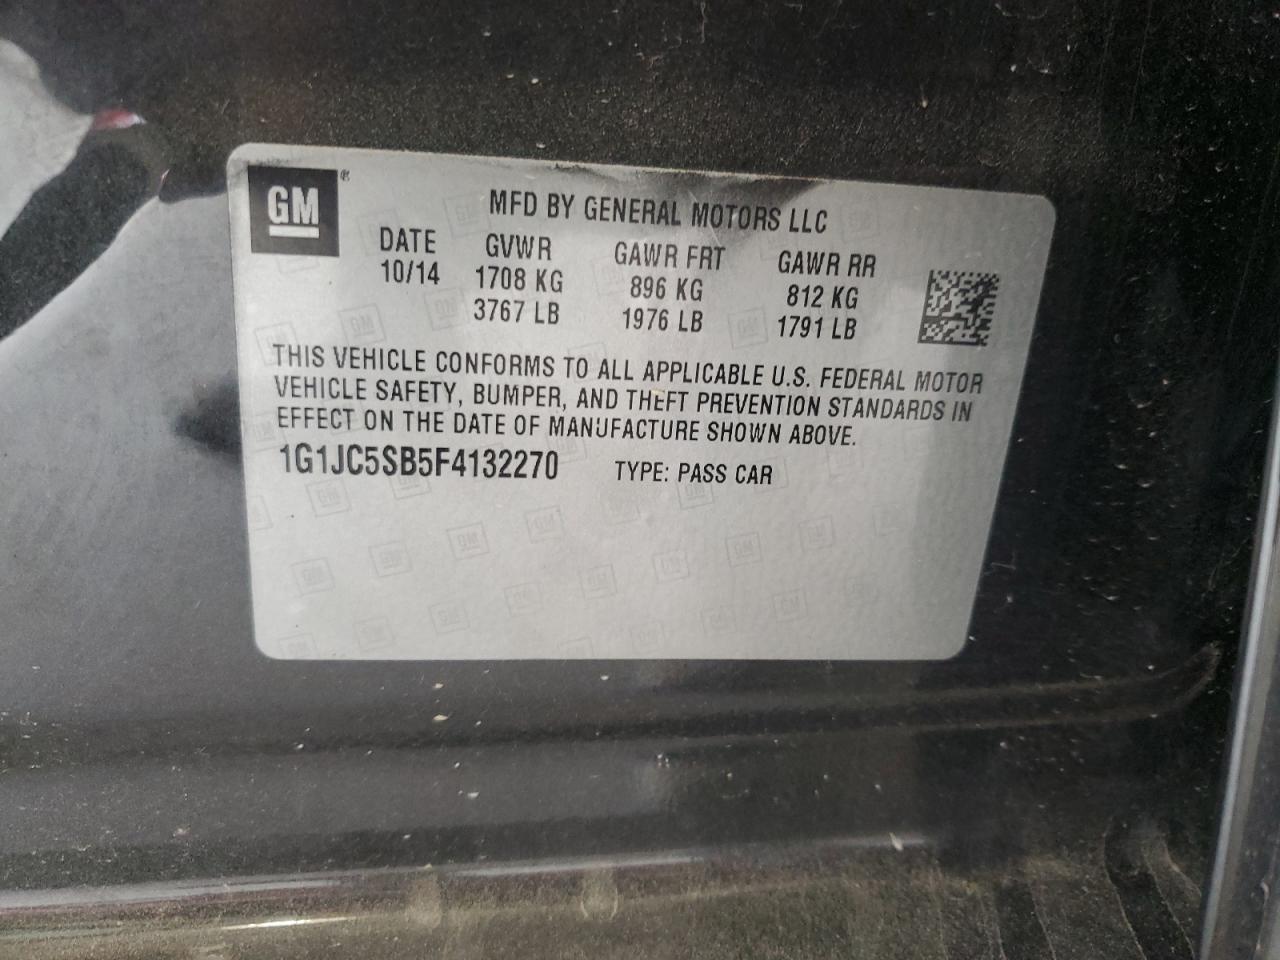 GM®
MFD BY GENERAL MOTORS LLC
DATE GVWR GAWR FRT GAWR RR
10/14 1708 KG 896 KG 812 KG
3767 LB 1976 LB 1791 LB
THIS VEHICLE CONFORMS TO ALL APPLICABLE U.S. FEDERAL MOTOR
VEHICLE SAFETY, BUMPER, AND THEFT PREVENTION STANDARDS IN
EFFECT ON THE DATE OF MANUFACTURE SHOWN ABOVE.
1G1JC5SB5F4132270 TYPE: PASS CAR